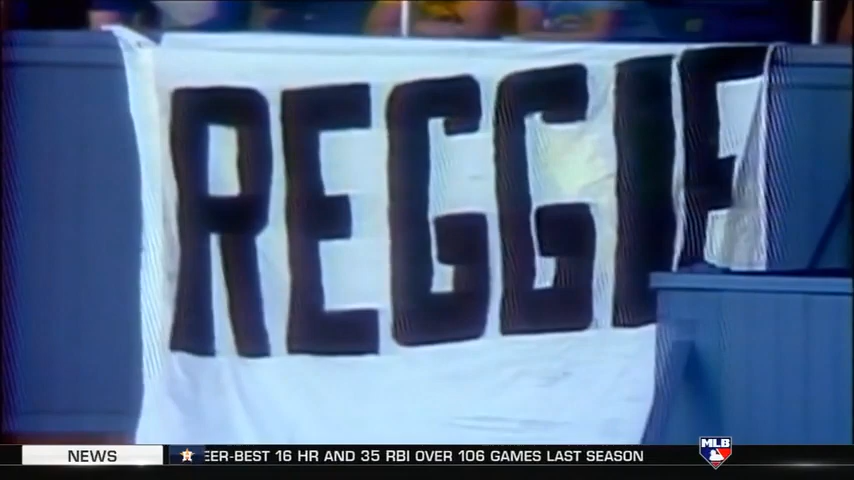 REGGIE
MLB
NEWS
EER-BEST 16 HR AND 35 RBI OVER 106 GAMES LAST SEASON